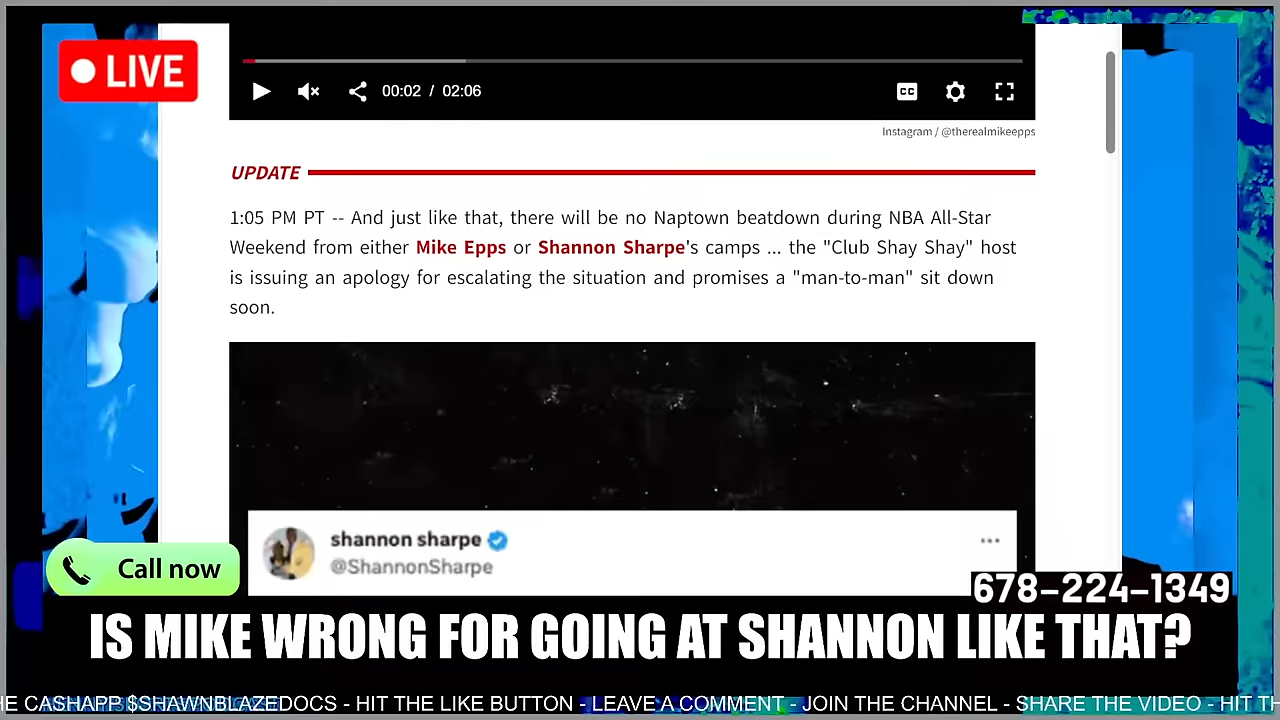 LIVE
00:02 / 02:06
CC
Instagram / @therealmikeepps
UPDATE
1:05 PM PT -- And just like that, there will be no Naptown beatdown during NBA All-Star
Weekend from either Mike Epps or Shannon Sharpe's camps ... the "Club Shay Shay" host
is issuing an apology for escalating the situation and promises a "man-to-man" sit down
soon.
shannon sharpe
@ShannonSharpe
Call now
678-224-1349
IS MIKE WRONG FOR GOING AT SHANNON LIKE THAT?
HE CASHAPP $SHAWNBLAZEDOCS - HIT THE LIKE BUTTON - LEAVE A COMMENT - JOIN THE CHANNEL - SHARE THE VIDEO - HIT TH